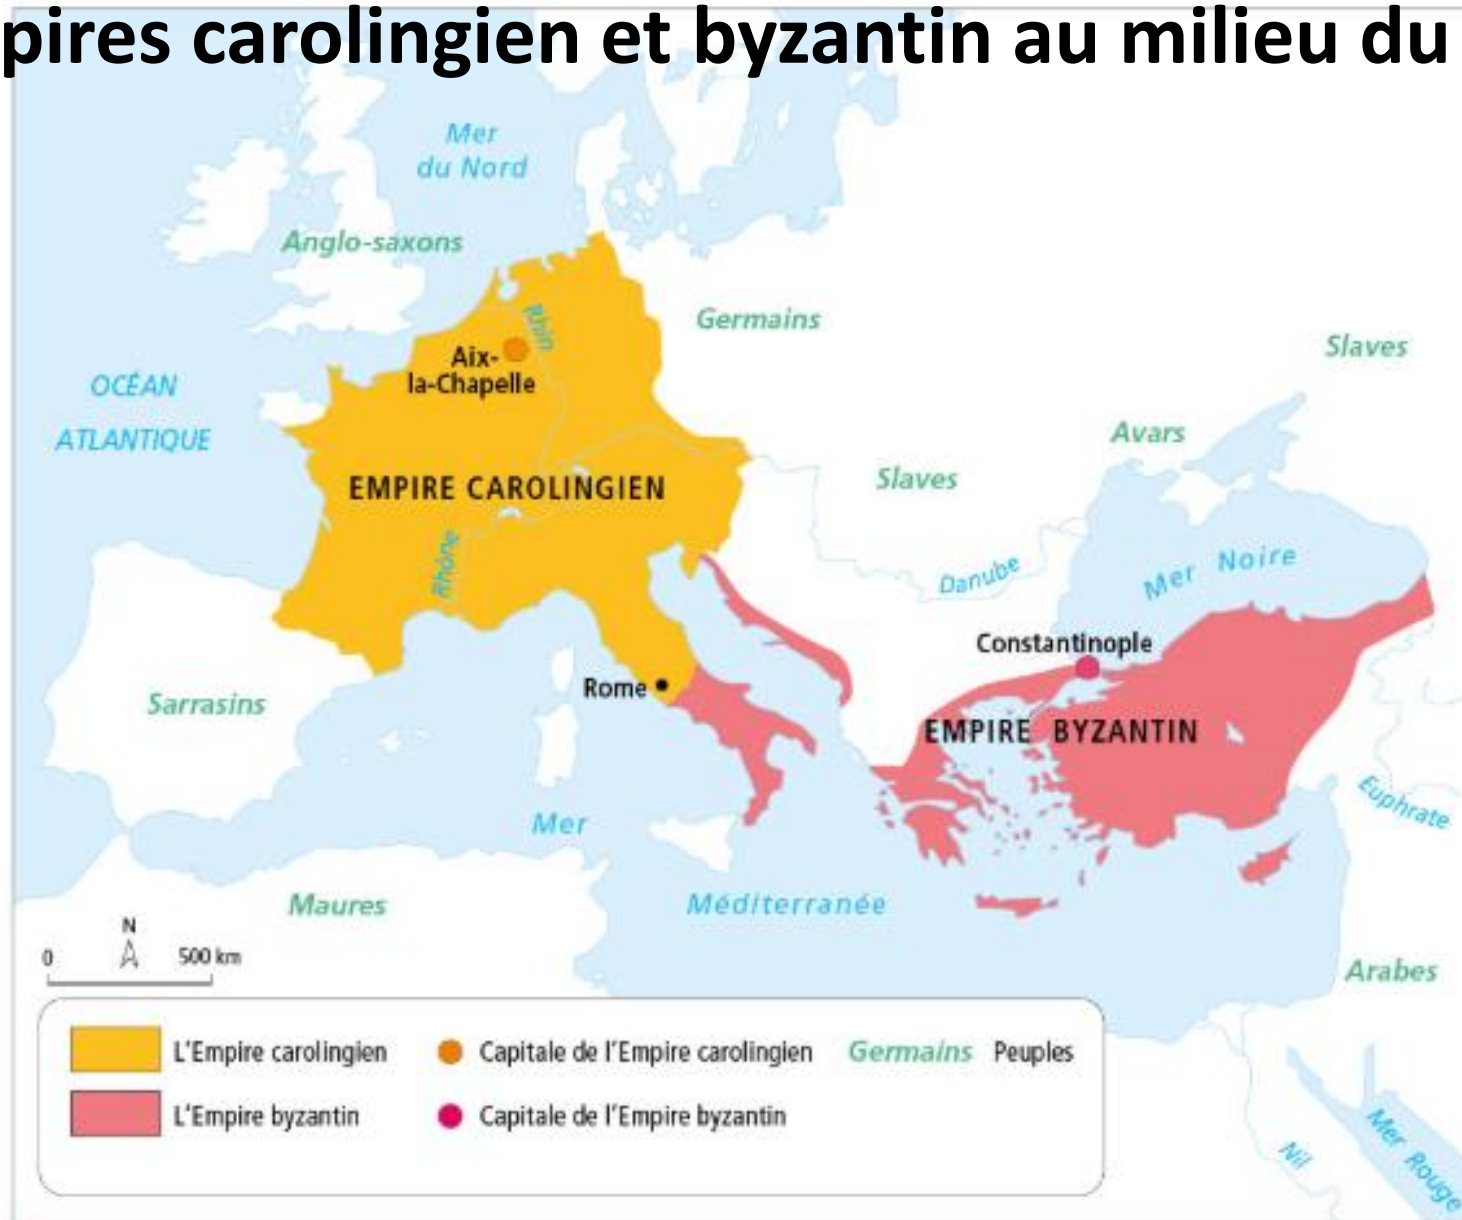 pires carolingien et byzantin au milieu du
Mer
du Nord
Anglo-saxons
Rhin
Germains
Slaves
Aix-
la-Chapelle
OCÉAN
ATLANTIQUE
Avars
EMPIRE CAROLINGIEN
Slaves
Rhône
Danube
Mer Noire
Constantinople
Rome
Sarrasins
EMPIRE BYZANTIN
Euphrate
Mer
Méditerranée
Maures
N
0 500 km
Arabes
L'Empire carolingien
Capitale de l'Empire carolingien
Germains Peuples
L'Empire byzantin
Capitale de l'Empire byzantin
Nil
Mer Rouge